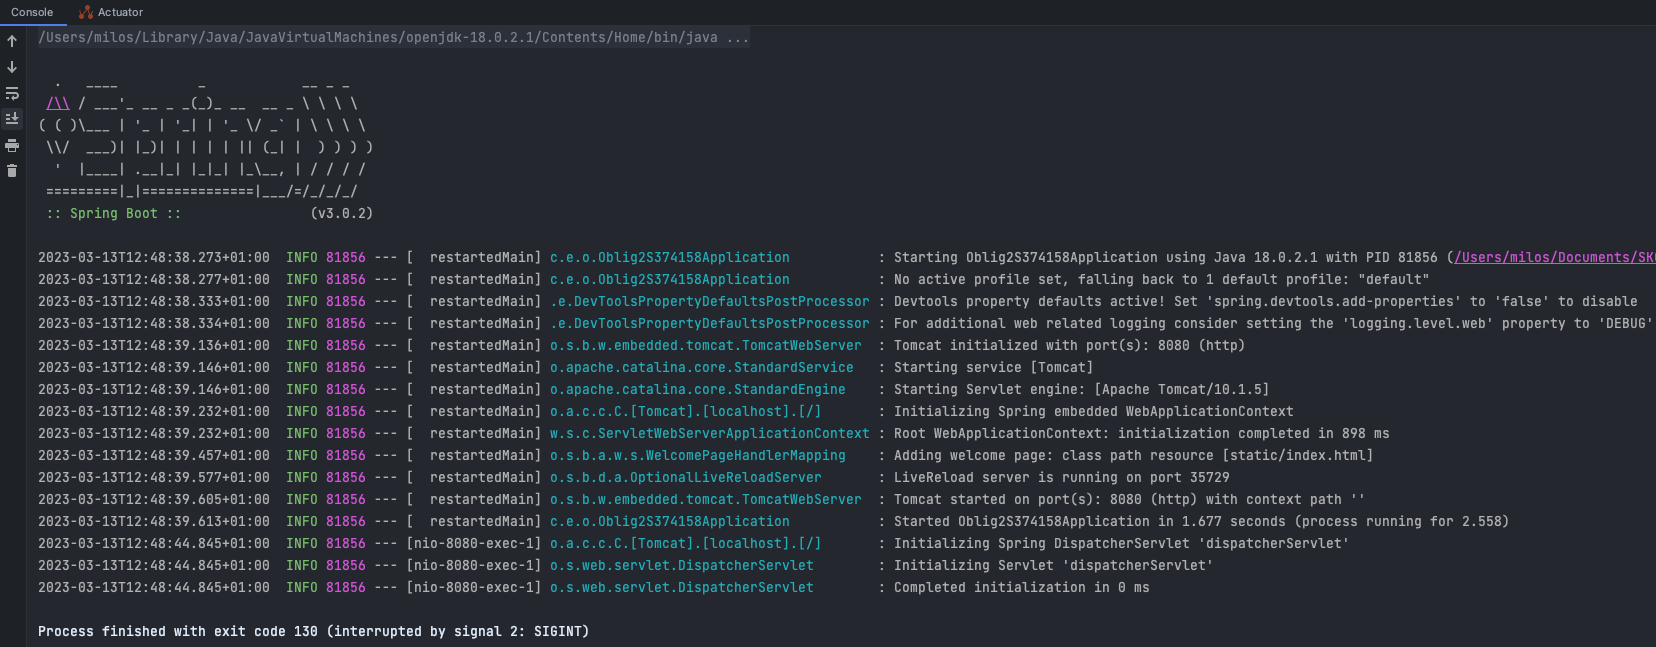 Console Actuator
/Users/milos/Library/Java/JavaVirtualMachines/openjdk-18.0.2.1/Contents/Home/bin/java ...
  .   ____          _            __ _ _
 /\\ / ___'_ __ _ _(_)_ __  __ _ \ \ \ \
( ( )\___ | '_ | '_| | '_ \/ _` | \ \ \ \
 \\/  ___)| |_)| | | | | || (_| |  ) ) ) )
  '  |____| .__|_| |_|_| |_\__, | / / / /
 =========|_|==============|___/=/_/_/_/
 :: Spring Boot ::                (v3.0.2)
2023-03-13T12:48:38.273+01:00  INFO 81856 --- [  restartedMain] c.e.o.Oblig2S374158Application           : Starting Oblig2S374158Application using Java 18.0.2.1 with PID 81856 (/Users/milos/Documents/SK
2023-03-13T12:48:38.277+01:00  INFO 81856 --- [  restartedMain] c.e.o.Oblig2S374158Application           : No active profile set, falling back to 1 default profile: "default"
2023-03-13T12:48:38.333+01:00  INFO 81856 --- [  restartedMain] .e.DevToolsPropertyDefaultsPostProcessor : Devtools property defaults active! Set 'spring.devtools.add-properties' to 'false' to disable
2023-03-13T12:48:38.334+01:00  INFO 81856 --- [  restartedMain] .e.DevToolsPropertyDefaultsPostProcessor : For additional web related logging consider setting the 'logging.level.web' property to 'DEBUG'
2023-03-13T12:48:39.136+01:00  INFO 81856 --- [  restartedMain] o.s.b.w.embedded.tomcat.TomcatWebServer  : Tomcat initialized with port(s): 8080 (http)
2023-03-13T12:48:39.146+01:00  INFO 81856 --- [  restartedMain] o.apache.catalina.core.StandardService   : Starting service [Tomcat]
2023-03-13T12:48:39.146+01:00  INFO 81856 --- [  restartedMain] o.apache.catalina.core.StandardEngine    : Starting Servlet engine: [Apache Tomcat/10.1.5]
2023-03-13T12:48:39.232+01:00  INFO 81856 --- [  restartedMain] o.a.c.c.C.[Tomcat].[localhost].[/]       : Initializing Spring embedded WebApplicationContext
2023-03-13T12:48:39.232+01:00  INFO 81856 --- [  restartedMain] w.s.c.ServletWebServerApplicationContext : Root WebApplicationContext: initialization completed in 898 ms
2023-03-13T12:48:39.457+01:00  INFO 81856 --- [  restartedMain] o.s.b.a.w.s.WelcomePageHandlerMapping    : Adding welcome page: class path resource [static/index.html]
2023-03-13T12:48:39.577+01:00  INFO 81856 --- [  restartedMain] o.s.b.d.a.OptionalLiveReloadServer       : LiveReload server is running on port 35729
2023-03-13T12:48:39.605+01:00  INFO 81856 --- [  restartedMain] o.s.b.w.embedded.tomcat.TomcatWebServer  : Tomcat started on port(s): 8080 (http) with context path ''
2023-03-13T12:48:39.613+01:00  INFO 81856 --- [  restartedMain] c.e.o.Oblig2S374158Application           : Started Oblig2S374158Application in 1.677 seconds (process running for 2.558)
2023-03-13T12:48:44.845+01:00  INFO 81856 --- [nio-8080-exec-1] o.a.c.c.C.[Tomcat].[localhost].[/]       : Initializing Spring DispatcherServlet 'dispatcherServlet'
2023-03-13T12:48:44.845+01:00  INFO 81856 --- [nio-8080-exec-1] o.s.web.servlet.DispatcherServlet        : Initializing Servlet 'dispatcherServlet'
2023-03-13T12:48:44.845+01:00  INFO 81856 --- [nio-8080-exec-1] o.s.web.servlet.DispatcherServlet        : Completed initialization in 0 ms
Process finished with exit code 130 (interrupted by signal 2: SIGINT)